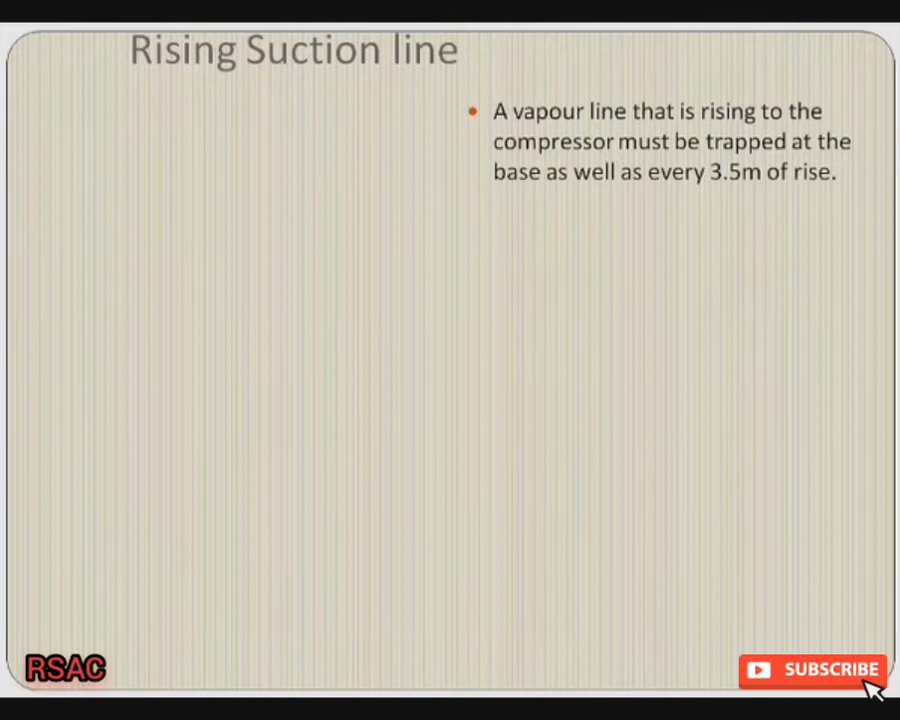 Rising Suction line
• A vapour line that is rising to the
compressor must be trapped at the
base as well as every 3.5m of rise.
RSAC
SUBSCRIBE